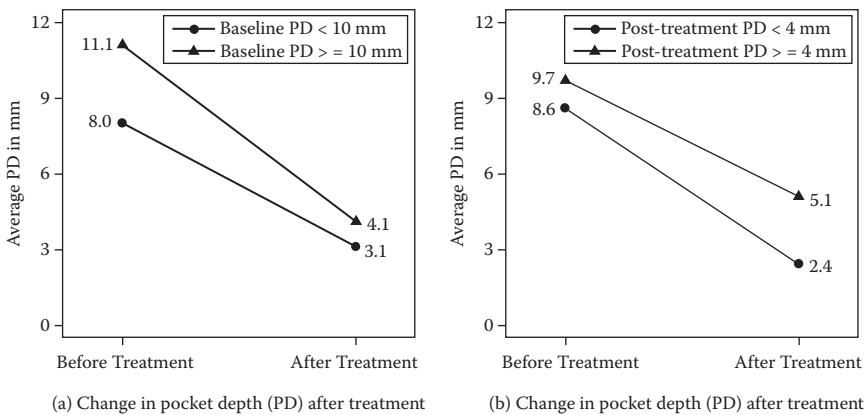 12
9
6
3
0
Average PD in mm
Baseline PD < 10 mm
Baseline PD > = 10 mm
11.1
8.0
4.1
3.1
Before Treatment
After Treatment
(a) Change in pocket depth (PD) after treatment
12
9
6
3
0
Average PD in mm
Post-treatment PD < 4 mm
Post-treatment PD > = 4 mm
9.7
8.6
5.1
2.4
Before Treatment
After Treatment
(b) Change in pocket depth (PD) after treatment